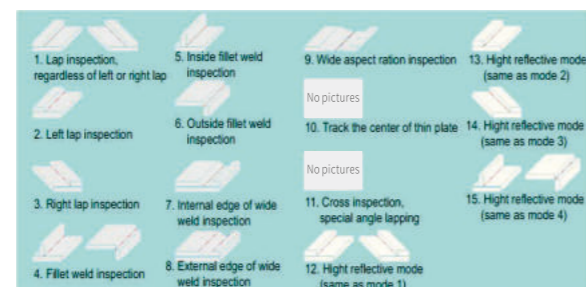 1. Lap inspection,
regardless of left or right lap
2. Left lap inspection
3. Right lap inspection
4. Fillet weld inspection
5. Inside fillet weld
inspection
6. Outside fillet weld
inspection
7. Internal edge of wide
weld inspection
8. External edge of wide
weld inspection
9. Wide aspect ration inspection
No pictures
10. Track the center of thin plate
No pictures
11. Cross inspection,
special angle lapping
12. Hight reflective mode
(same as mode 1)
13. Hight reflective mode
(same as mode 2)
14. Hight reflective mode
(same as mode 3)
15. Hight reflective mode
(same as mode 4)